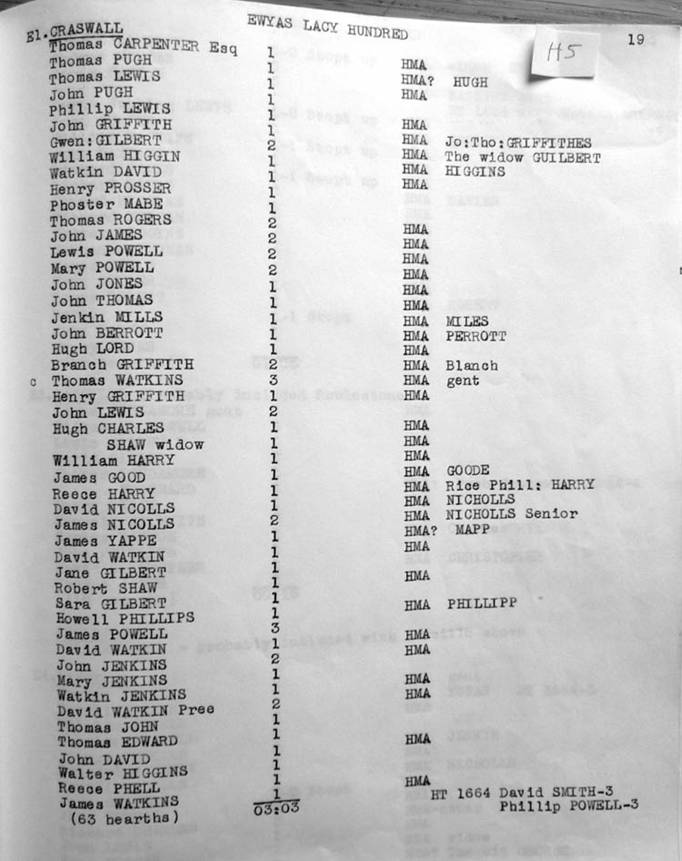 EWYAS LACY HUNDRED
19
H5
E1. CRASWALL
Thomas CARPENTER Esq 1
Thomas PUGH 1 HMA
Thomas LEWIS 1 HMA? HUGH
John PUGH 1 HMA
Phillip LEWIS 1
John GRIFFITH 1 HMA
Gwen:GILBERT 2 HMA Jo:Tho:GRIFFITHES
William HIGGIN 1 HMA The widow GUILBERT
Watkin DAVID 1 HMA HIGGINS
Henry PROSSER 1 HMA
Phoster MABE 1
Thomas ROGERS 2 HMA
John JAMES 2 HMA
Lewis POWELL 2 HMA
Mary POWELL 2 HMA
John JONES 1 HMA
John THOMAS 1 HMA
Jenkin MILLS 1 HMA MILES
John BERROTT 1 HMA PERROTT
Hugh LORD 1 HMA
Branch GRIFFITH 2 HMA Blanch
c Thomas WATKINS 3 HMA gent
Henry GRIFFITH 1 HMA
John LEWIS 2
Hugh CHARLES 1 HMA
SHAW widow 1 HMA
William HARRY 1 HMA
James GOOD 1 HMA GOODE
Reece HARRY 1 HMA Rice Phill: HARRY
David NICOLLS 1 HMA NICHOLLS
James NICOLLS 2 HMA NICHOLLS Senior
James YAPPE 1 HMA? MAPP
David WATKIN 1 HMA
Jane GILBERT 1
Robert SHAW 1 HMA
Sara GILBERT 1
Howell PHILLIPS 1 HMA PHILLIPP
James POWELL 3
David WATKIN 1 HMA
John JENKINS 2 HMA
Mary JENKINS 1
Watkin JENKINS 1 HMA
David WATKIN Pree 2 HMA
Thomas JOHN 1
Thomas EDWARD 1
John DAVID 1 HMA
Walter HIGGINS 1
Reece PHELL 1
James WATKINS 1 HMA
(63 hearths) 03:03 HT 1664 David SMITH-3
Phillip POWELL-3